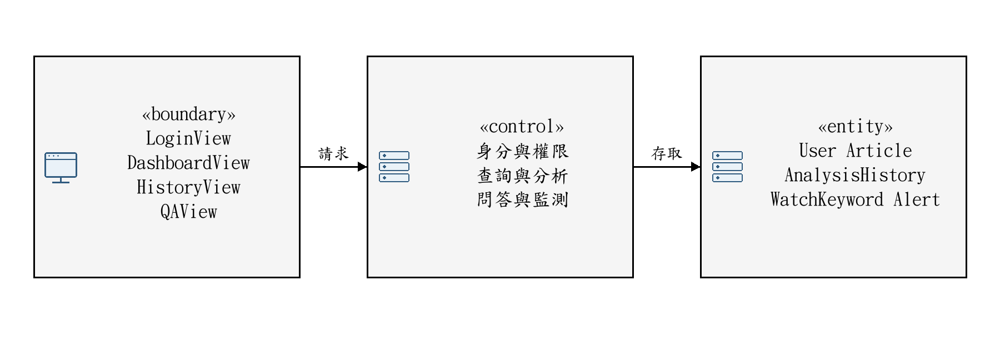 «boundary»
LoginView
DashboardView
HistoryView
QAView
請求
«control»
身分與權限
查詢與分析
問答與監測
存取
«entity»
User Article
AnalysisHistory
WatchKeyword Alert